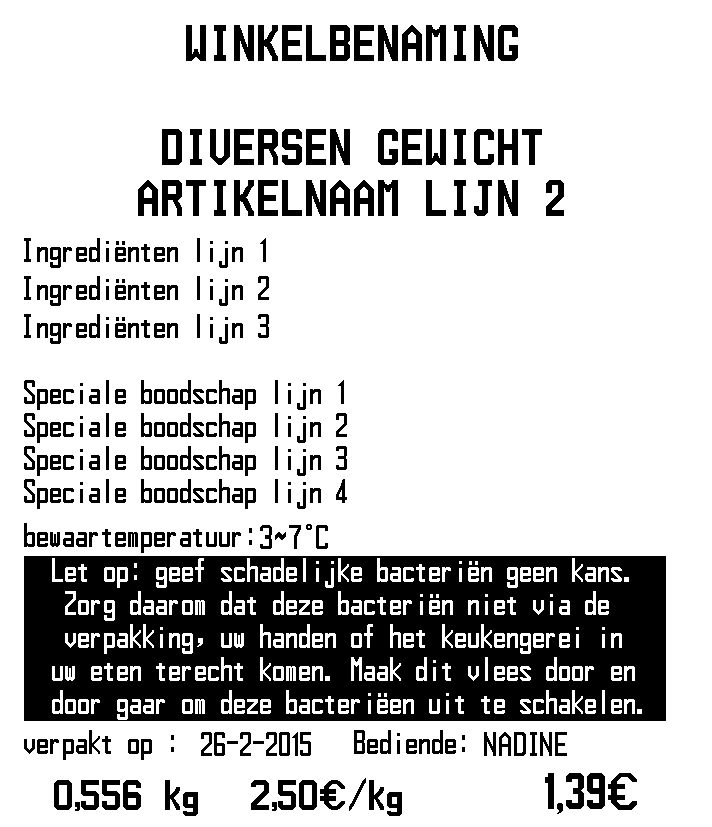 WINKELBENAMING
DIVERSEN GEWICHT
ARTIKELNAAM LIJN 2
Ingrediënten lijn 1
Ingrediënten lijn 2
Ingrediënten lijn 3
Speciale boodschap lijn 1
Speciale boodschap lijn 2
Speciale boodschap lijn 3
Speciale boodschap lijn 4
bewaartemperatuur:3~7°C
Let op: geef schadelijke bacteriën geen kans.
Zorg daarom dat deze bacteriën niet via de
verpakking, uw handen of het keukengerei in
uw eten terecht komen. Maak dit vlees door en
door gaar om deze bacteriëen uit te schakelen.
verpakt op : 26-2-2015 Bediende: NADINE
0,556 kg 2,50€/kg 1,39€